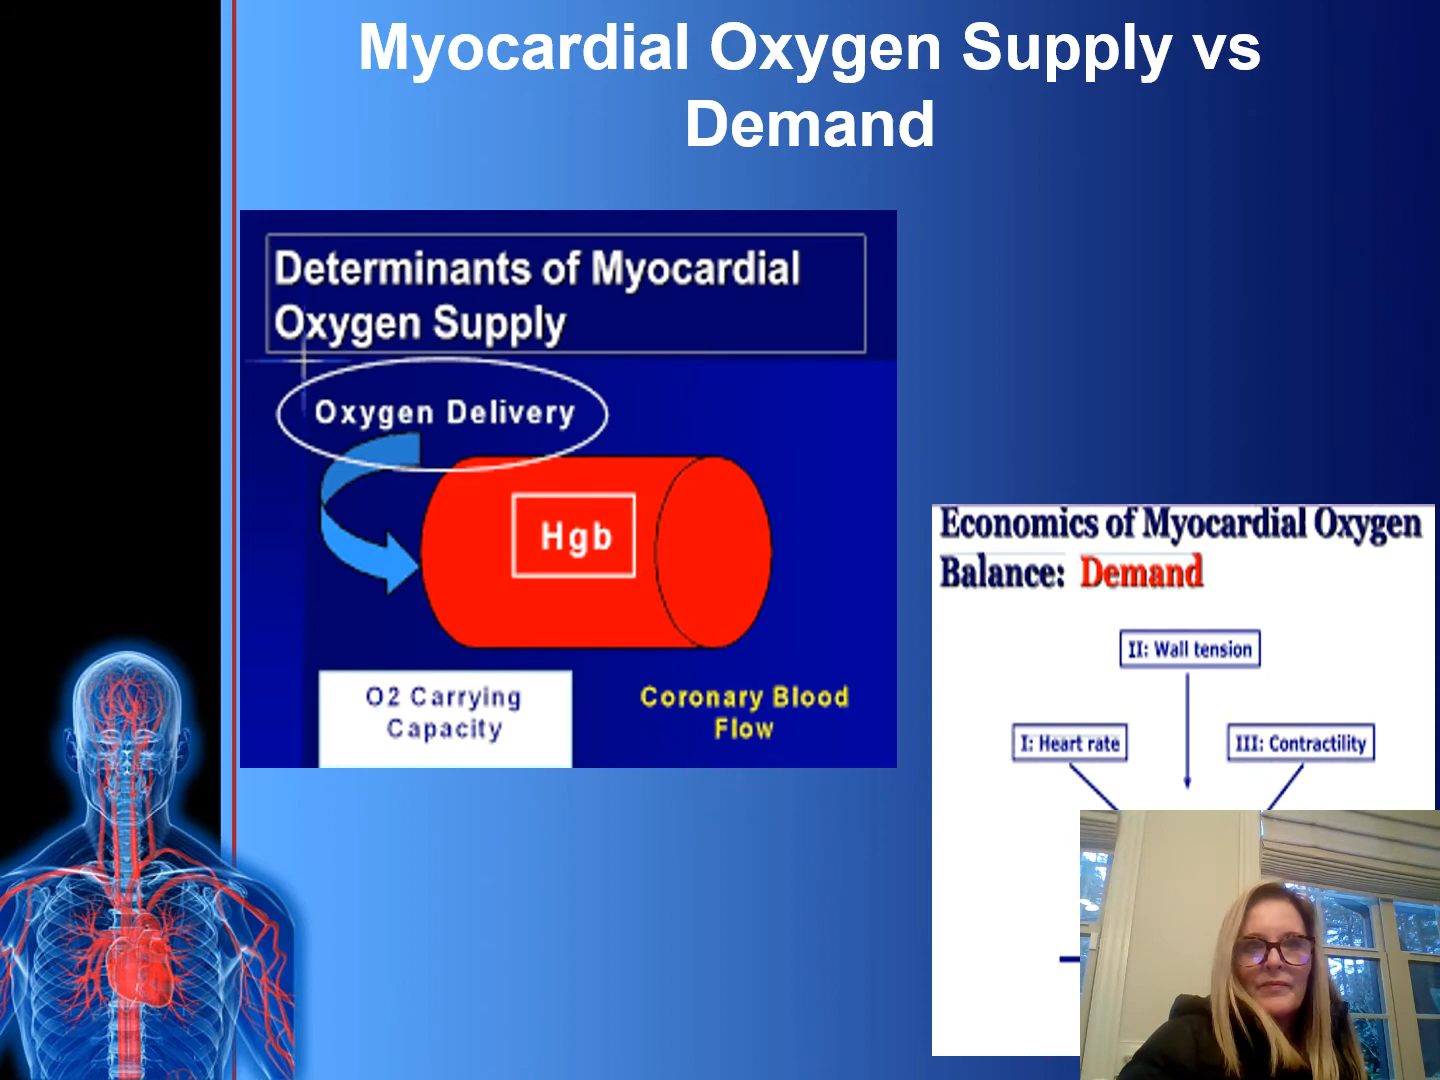 Myocardial Oxygen Supply vs
Demand
Determinants of Myocardial
Oxygen Supply
Oxygen Delivery
Hgb
O2 Carrying
Capacity
Coronary Blood
Flow
Economics of Myocardial Oxygen
Balance: Demand
II: Wall tension
I: Heart rate
III: Contractility